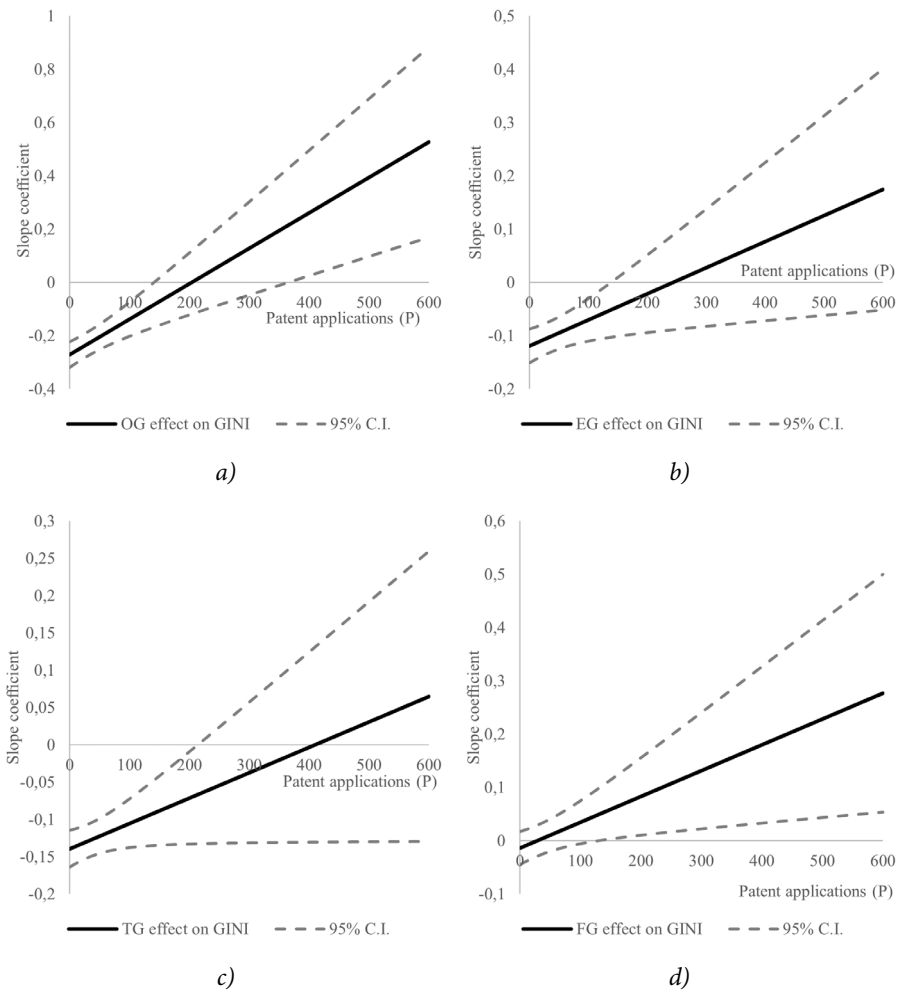 1
0,8
0,6
0,4
0,2
0
-0,2
-0,4
Slope coefficient
0 100 200 300 400 500 600
Patent applications (P)
OG effect on GINI 95% C.I.
a)
0,5
0,4
0,3
0,2
0,1
0
-0,1
-0,2
Slope coefficient
Patent applications (P)
0 100 200 300 400 500 600
EG effect on GINI 95% C.I.
b)
0,3
0,25
0,2
0,15
0,1
0,05
0
-0,05
-0,1
-0,15
-0,2
Slope coefficient
0 100 200 300 400 500 600
Patent applications (P)
TG effect on GINI 95% C.I.
c)
0,6
0,5
0,4
0,3
0,2
0,1
0
-0,1
Slope coefficient
0 100 200 300 400 500 600
Patent applications (P)
FG effect on GINI 95% C.I.
d)